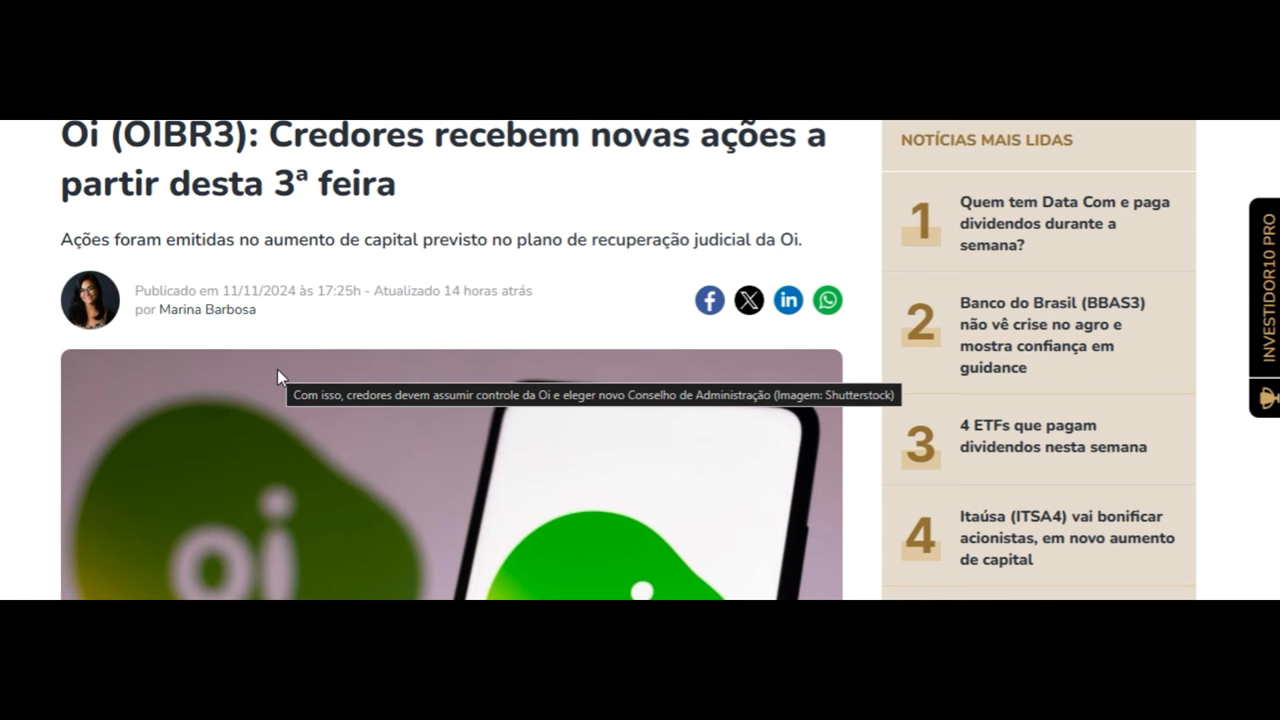 Oi (OIBR3): Credores recebem novas ações a
partir desta 3ª feira
Ações foram emitidas no aumento de capital previsto no plano de recuperação judicial da Oi.
Publicado em 11/11/2024 às 17:25h - Atualizado 14 horas atrás
por Marina Barbosa
Com isso, credores devem assumir controle da Oi e eleger novo Conselho de Administração (Imagem: Shutterstock)
oi
NOTÍCIAS MAIS LIDAS
1
Quem tem Data Com e paga
dividendos durante a
semana?
2
Banco do Brasil (BBAS3)
não vê crise no agro e
mostra confiança em
guidance
3
4 ETFs que pagam
dividendos nesta semana
4
Itaúsa (ITSA4) vai bonificar
acionistas, em novo aumento
de capital
INVESTIDOR10 PRO